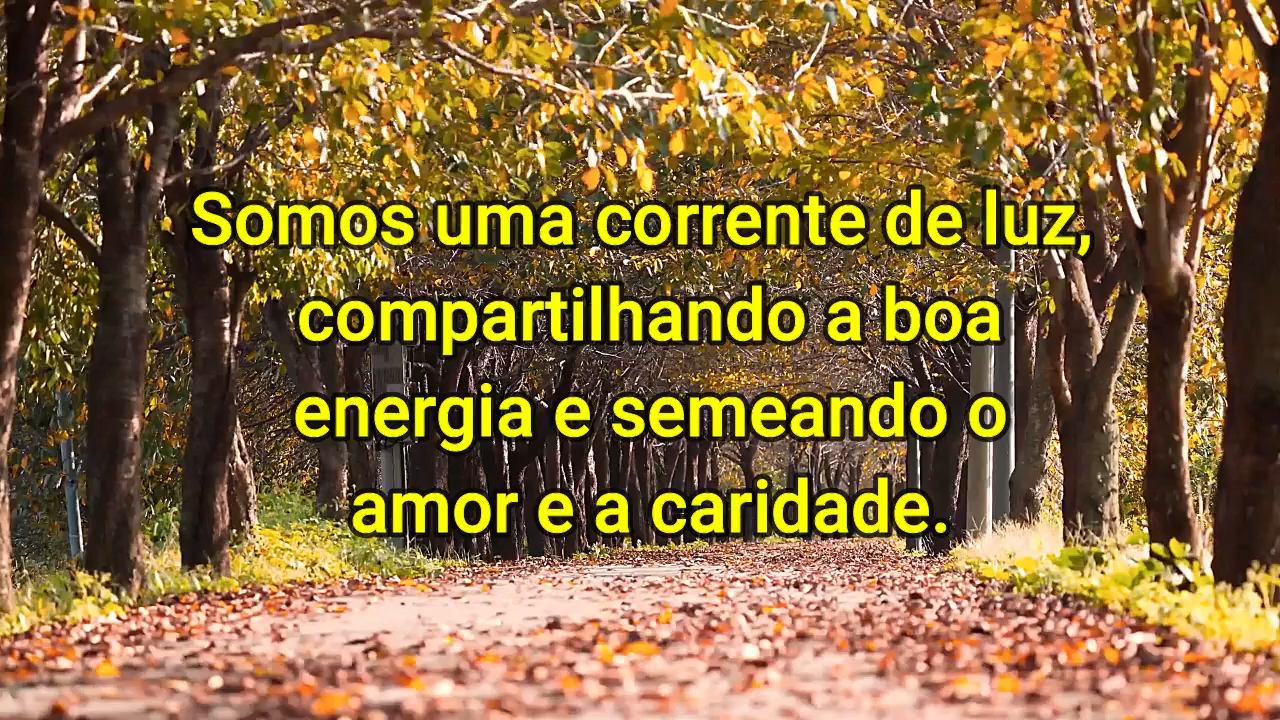 Somos uma corrente de luz,
compartilhando a boa
energia e semeando o
amor e a caridade.